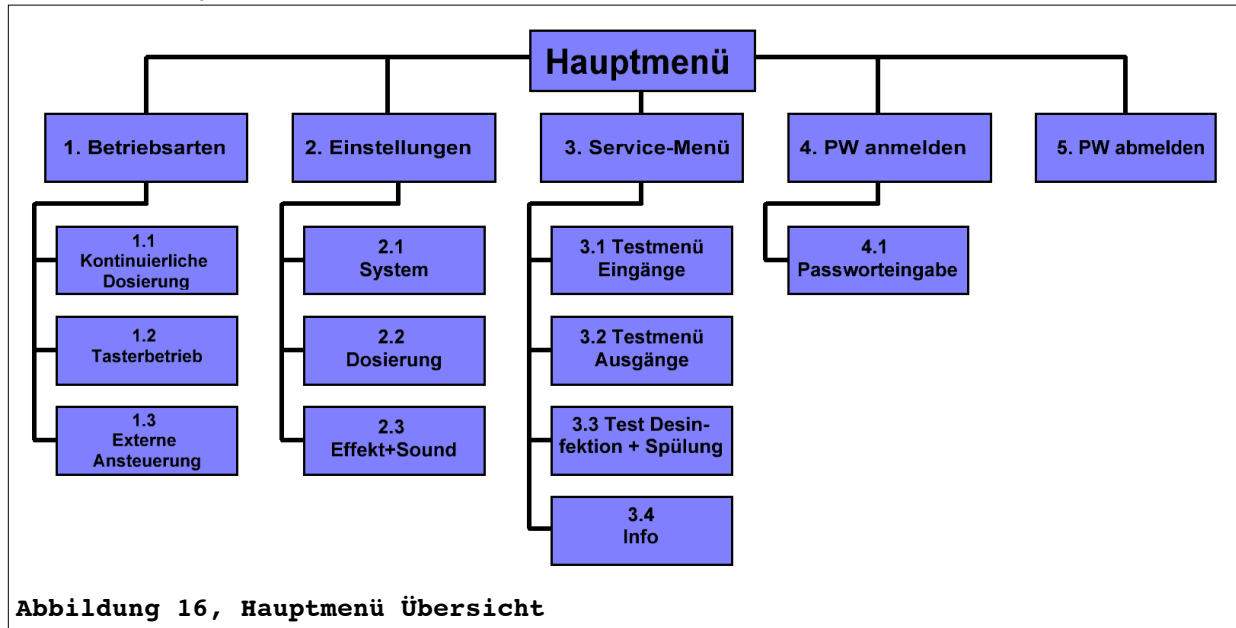 Hauptmenü
1. Betriebsarten
2. Einstellungen
3. Service-Menü
4. PW anmelden
5. PW abmelden
1.1
Kontinuierliche
Dosierung
1.2
Tasterbetrieb
1.3
Externe
Ansteuerung
2.1
System
2.2
Dosierung
2.3
Effekt+Sound
3.1 Testmenü
Eingänge
3.2 Testmenü
Ausgänge
3.3 Test Desin-
fektion + Spülung
3.4
Info
4.1
Passworteingabe
Abbildung 16, Hauptmenü Übersicht